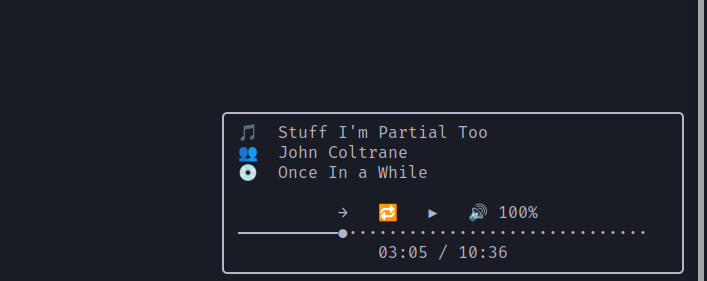 Stuff I'm Partial Too
John Coltrane
Once In a While
100%
03:05 / 10:36